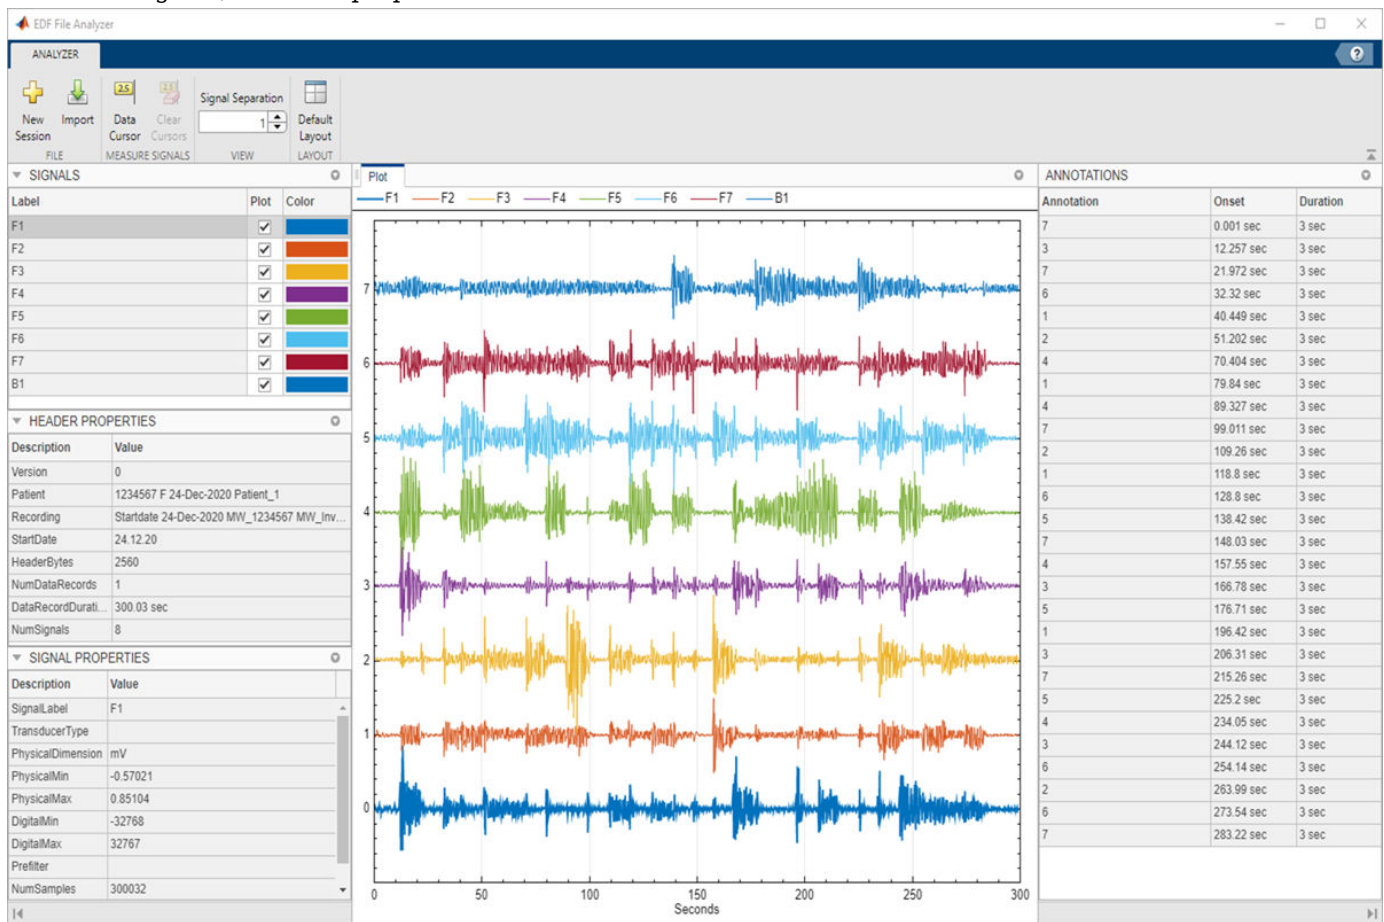 EDF File Analyzer
ANALYZER
New Session
Import
Data Cursor
Clear Cursors
Signal Separation
1
Default Layout
FILE
MEASURE SIGNALS
VIEW
LAYOUT
SIGNALS
Label Plot Color
F1
F2
F3
F4
F5
F6
F7
B1
HEADER PROPERTIES
Description Value
Version 0
Patient 1234567 F 24-Dec-2020 Patient_1
Recording Startdate 24-Dec-2020 MW_1234567 MW_Inv...
StartDate 24.12.20
HeaderBytes 2560
NumDataRecords 1
DataRecordDurati... 300.03 sec
NumSignals 8
SIGNAL PROPERTIES
Description Value
SignalLabel F1
TransducerType
PhysicalDimension mV
PhysicalMin -0.57021
PhysicalMax 0.85104
DigitalMin -32768
DigitalMax 32767
Prefilter
NumSamples 300032
Plot
F1 F2 F3 F4 F5 F6 F7 B1
7
6
5
4
3
2
1
0
0 50 100 150 200 250 300
Seconds
ANNOTATIONS
Annotation Onset Duration
7 0.001 sec 3 sec
3 12.257 sec 3 sec
7 21.972 sec 3 sec
6 32.32 sec 3 sec
1 40.449 sec 3 sec
2 51.202 sec 3 sec
4 70.404 sec 3 sec
1 79.84 sec 3 sec
4 89.327 sec 3 sec
7 99.011 sec 3 sec
2 109.26 sec 3 sec
1 118.8 sec 3 sec
6 128.8 sec 3 sec
5 138.42 sec 3 sec
7 148.03 sec 3 sec
4 157.55 sec 3 sec
3 166.78 sec 3 sec
5 176.71 sec 3 sec
1 196.42 sec 3 sec
3 206.31 sec 3 sec
7 215.26 sec 3 sec
5 225.2 sec 3 sec
4 234.05 sec 3 sec
3 244.12 sec 3 sec
6 254.14 sec 3 sec
2 263.99 sec 3 sec
6 273.54 sec 3 sec
7 283.22 sec 3 sec